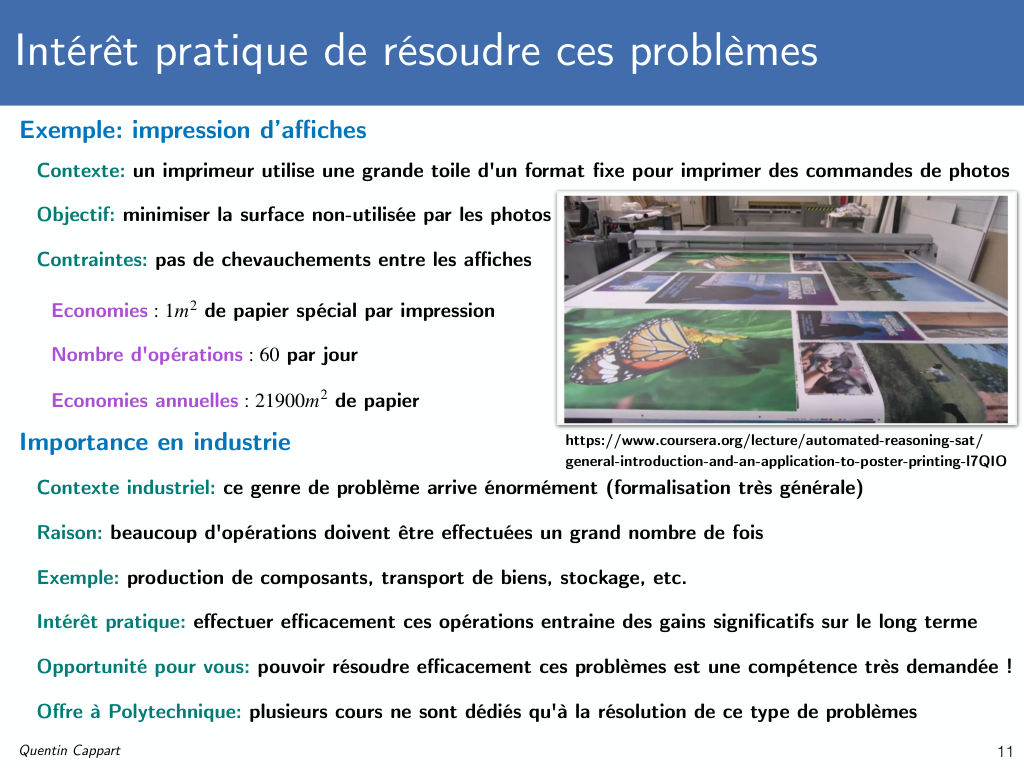 Intérêt pratique de résoudre ces problèmes
Exemple: impression d'affiches
Contexte: un imprimeur utilise une grande toile d'un format fixe pour imprimer des commandes de photos
Objectif: minimiser la surface non-utilisée par les photos
Contraintes: pas de chevauchements entre les affiches
Economies : 1m² de papier spécial par impression
Nombre d'opérations : 60 par jour
Economies annuelles : 21900m² de papier
https://www.coursera.org/lecture/automated-reasoning-sat/
general-introduction-and-an-application-to-poster-printing-I7QIO
Importance en industrie
Contexte industriel: ce genre de problème arrive énormément (formalisation très générale)
Raison: beaucoup d'opérations doivent être effectuées un grand nombre de fois
Exemple: production de composants, transport de biens, stockage, etc.
Intérêt pratique: effectuer efficacement ces opérations entraine des gains significatifs sur le long terme
Opportunité pour vous: pouvoir résoudre efficacement ces problèmes est une compétence très demandée !
Offre à Polytechnique: plusieurs cours ne sont dédiés qu'à la résolution de ce type de problèmes
Quentin Cappart
11